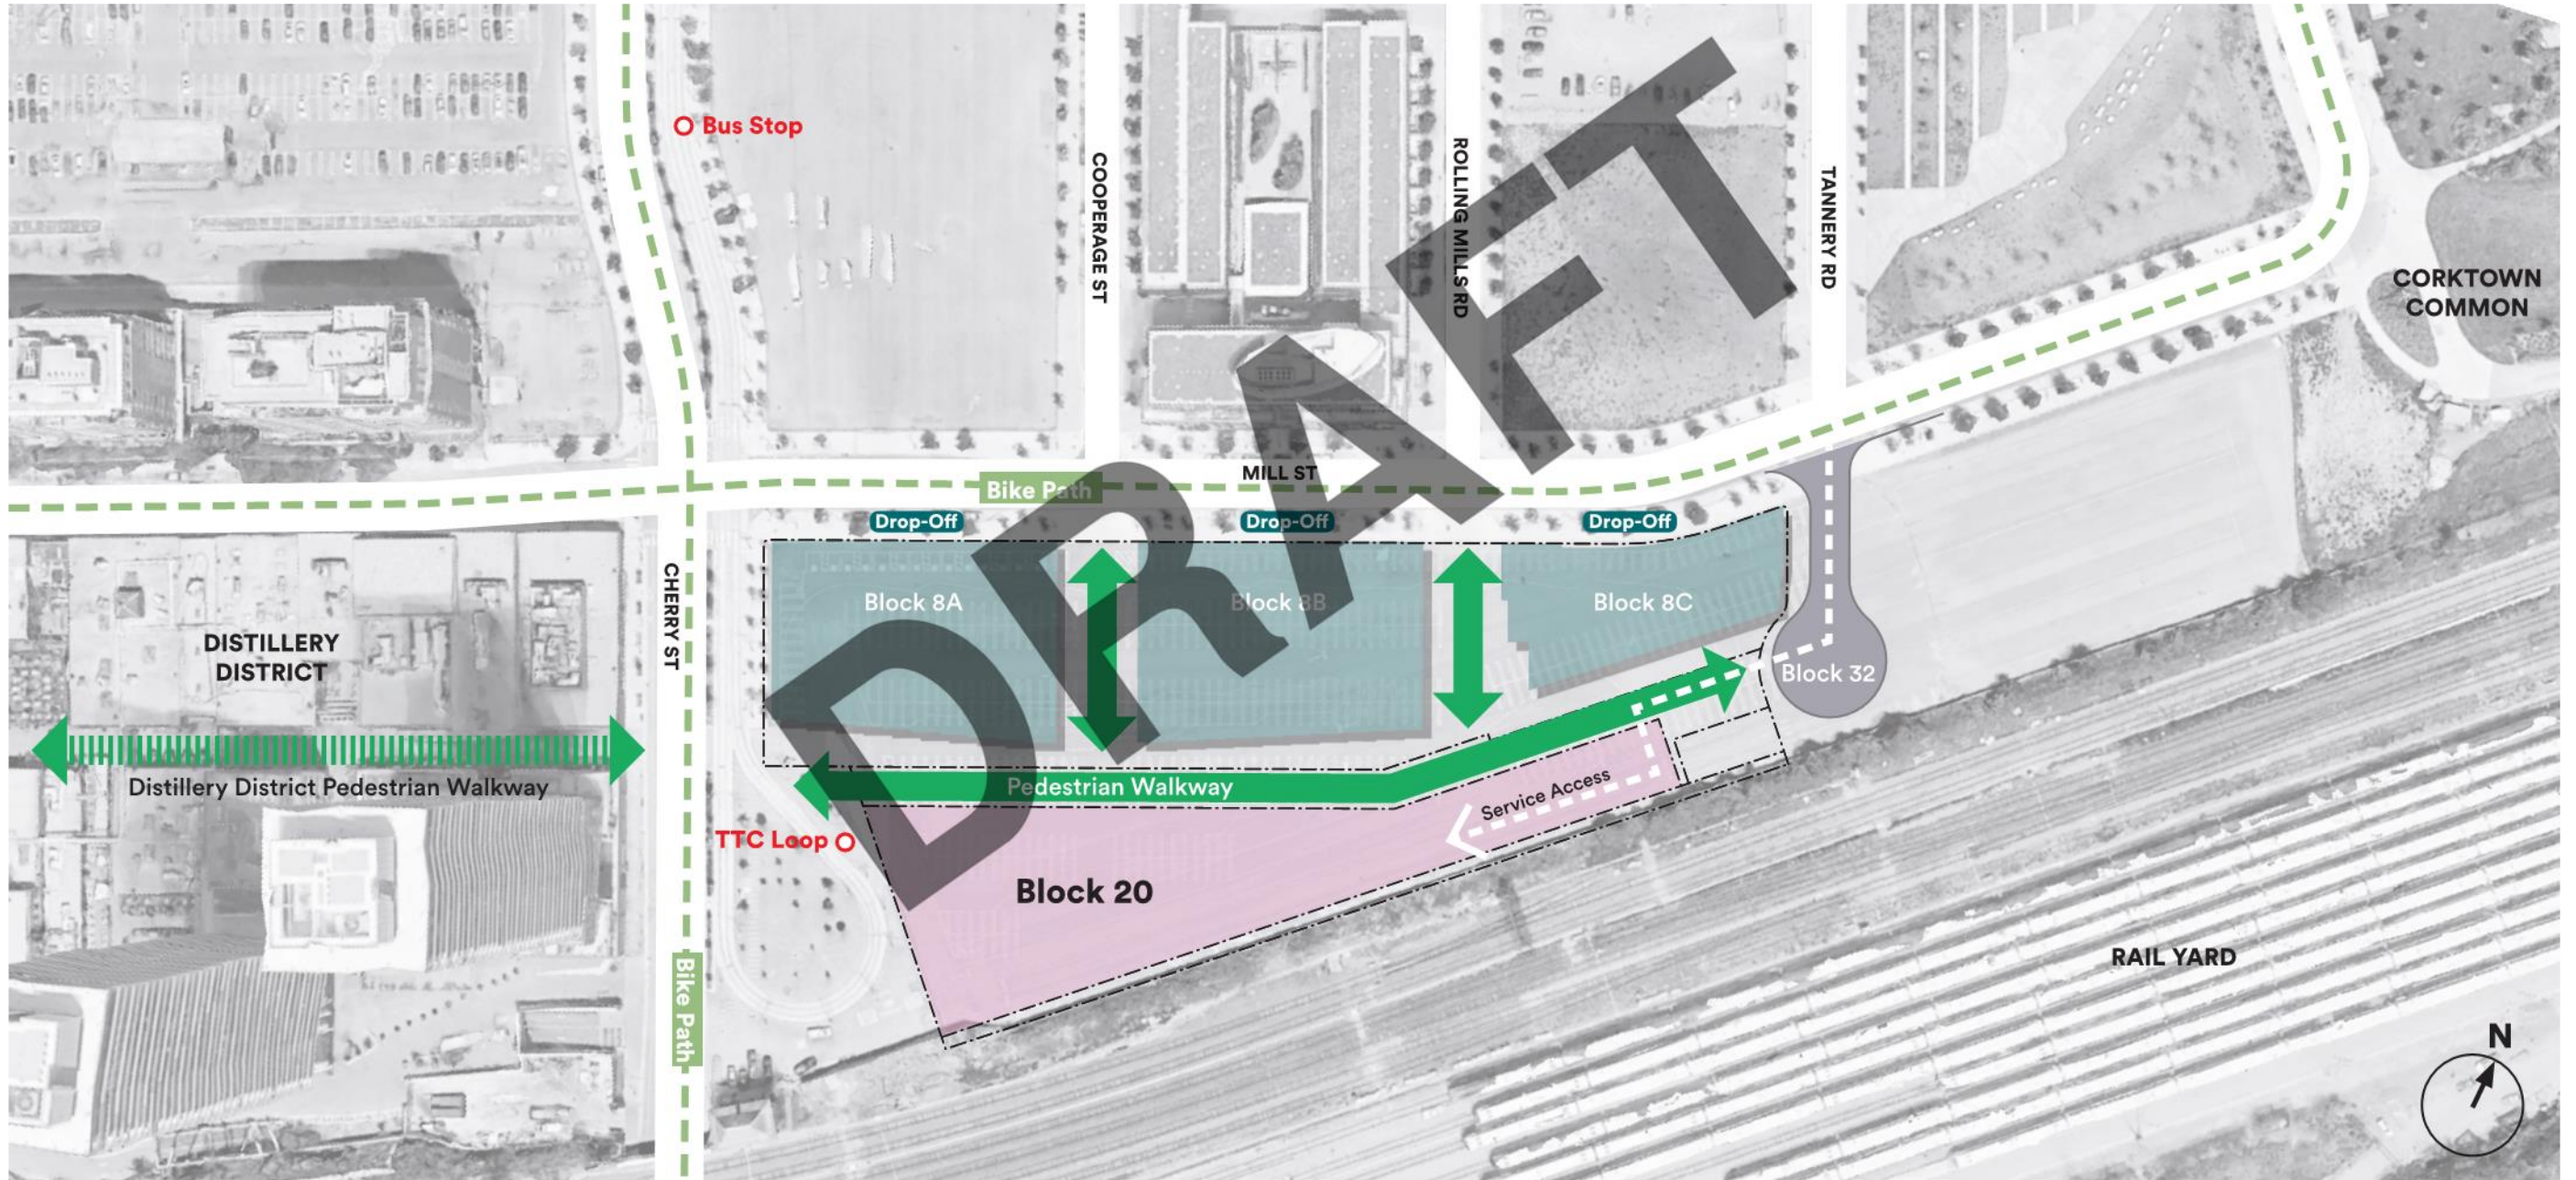 Bus Stop
COOPERAGE ST
ROLLING MILLS RD
TANNERY RD
CORKTOWN
COMMON
MILL ST
Bike Path
Drop-Off
Drop-Off
Drop-Off
CHERRY ST
Block 8A
Block 8B
Block 8C
DISTILLERY
DISTRICT
Block 32
Distillery District Pedestrian Walkway
Pedestrian Walkway
Service Access
TTC Loop
Block 20
Bike Path
RAIL YARD
N
DRAFT